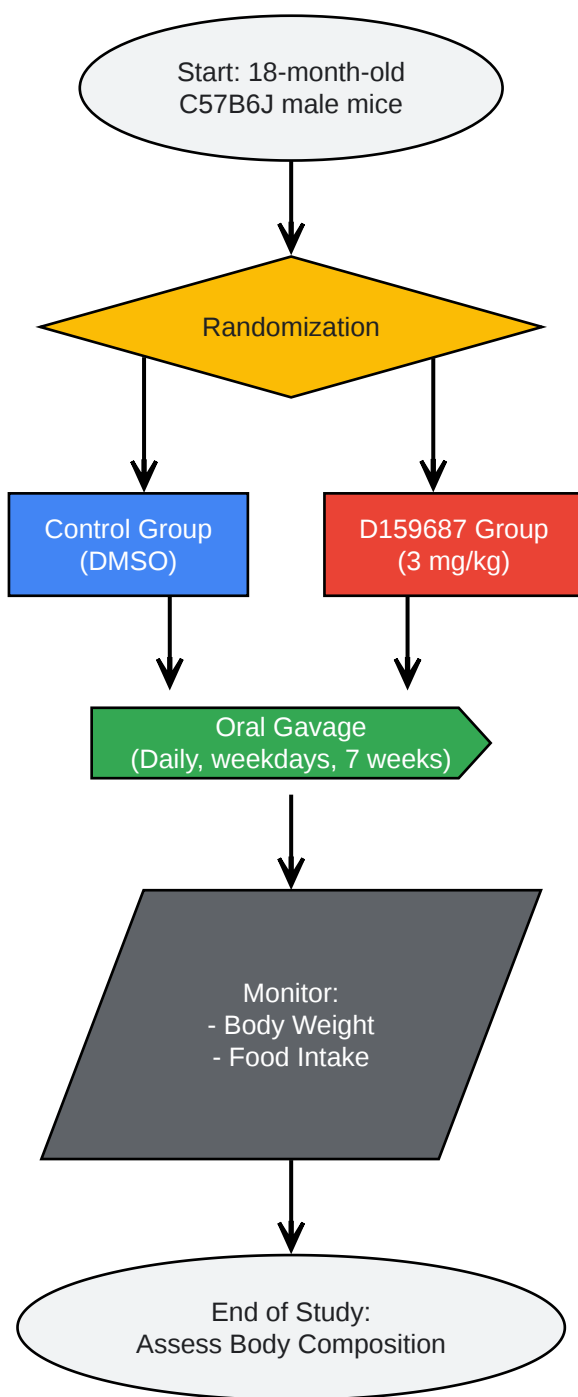 Start: 18-month-old
C57B6J male mice
Randomization
Control Group
(DMSO)
D159687 Group
(3 mg/kg)
Oral Gavage
(Daily, weekdays, 7 weeks)
Monitor:
- Body Weight
- Food Intake
End of Study:
Assess Body Composition